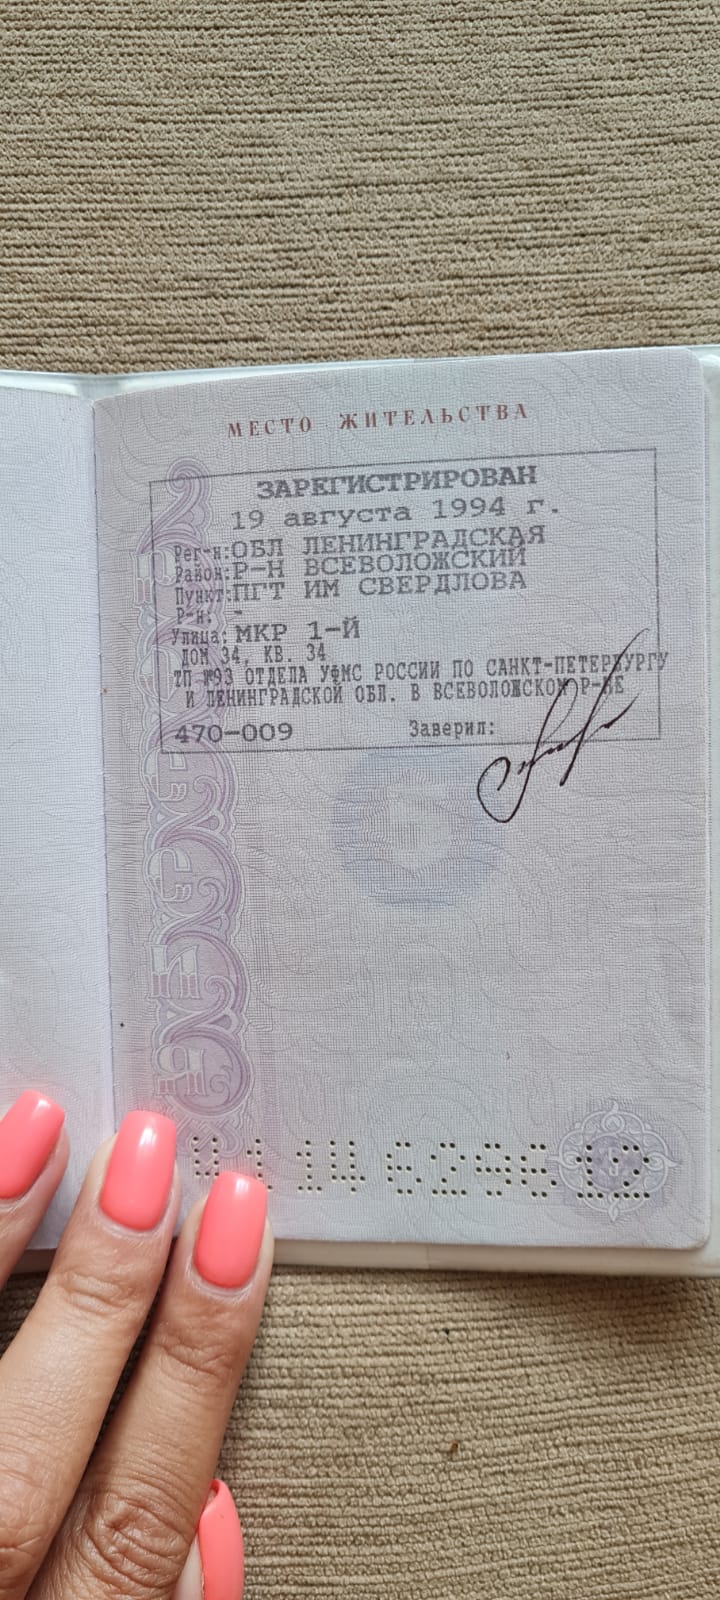 МЕСТО ЖИТЕЛЬСТВА
ЗАРЕГИСТРИРОВАН
19 августа 1994 г.
Рег-н: ОБЛ ЛЕНИНГРАДСКАЯ
Район: Р-Н ВСЕВОЛОЖСКИЙ
Пункт: ПГТ ИМ СВЕРДЛОВА
Р-н: -
Улица: МКР 1-Й
ДОМ 34, КВ. 34
ТП №93 ОТДЕЛА УФМС РОССИИ ПО САНКТ-ПЕТЕРБУРГУ
И ЛЕНИНГРАДСКОЙ ОБЛ. В ВСЕВОЛОЖСКОМ Р-НЕ
470-009 Заверил: